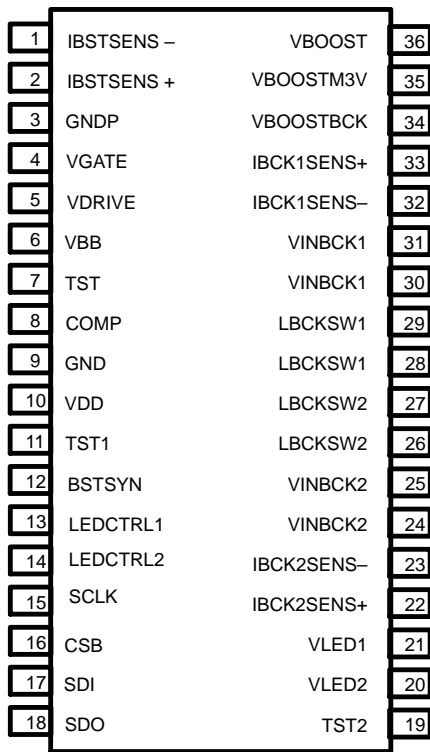 1 IBSTSENS – VBOOST 36
2 IBSTSENS + VBOOSTM3V 35
3 GNDP VBOOSTBCK 34
4 VGATE IBCK1SENS+ 33
5 VDRIVE IBCK1SENS– 32
6 VBB VINBCK1 31
7 TST VINBCK1 30
8 COMP LBCKSW1 29
9 GND LBCKSW1 28
10 VDD LBCKSW2 27
11 TST1 LBCKSW2 26
12 BSTSYN VINBCK2 25
13 LEDCTRL1 VINBCK2 24
14 LEDCTRL2 IBCK2SENS– 23
15 SCLK IBCK2SENS+ 22
16 CSB VLED1 21
17 SDI VLED2 20
18 SDO TST2 19